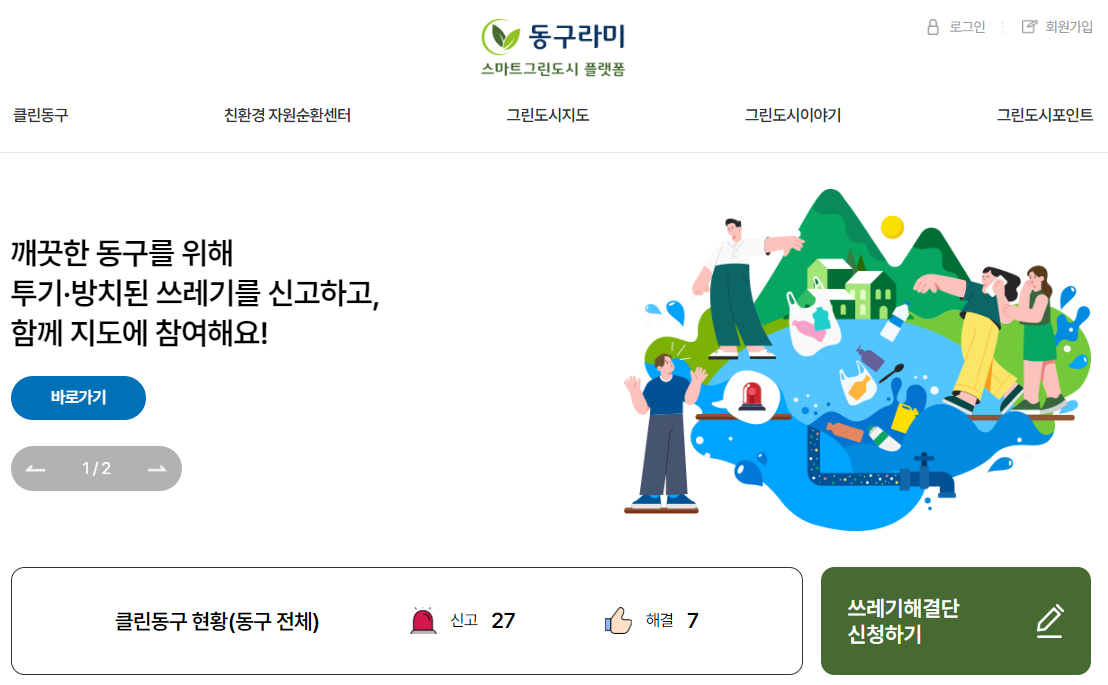 동구라미
스마트그린도시 플랫폼
로그인
회원가입
클린동구
친환경 자원순환센터
그린도시지도
그린도시이야기
그린도시포인트
깨끗한 동구를 위해
투기·방치된 쓰레기를 신고하고,
함께 지도에 참여해요!
바로가기
1 / 2
클린동구 현황(동구 전체)
신고 27
해결 7
쓰레기해결단
신청하기